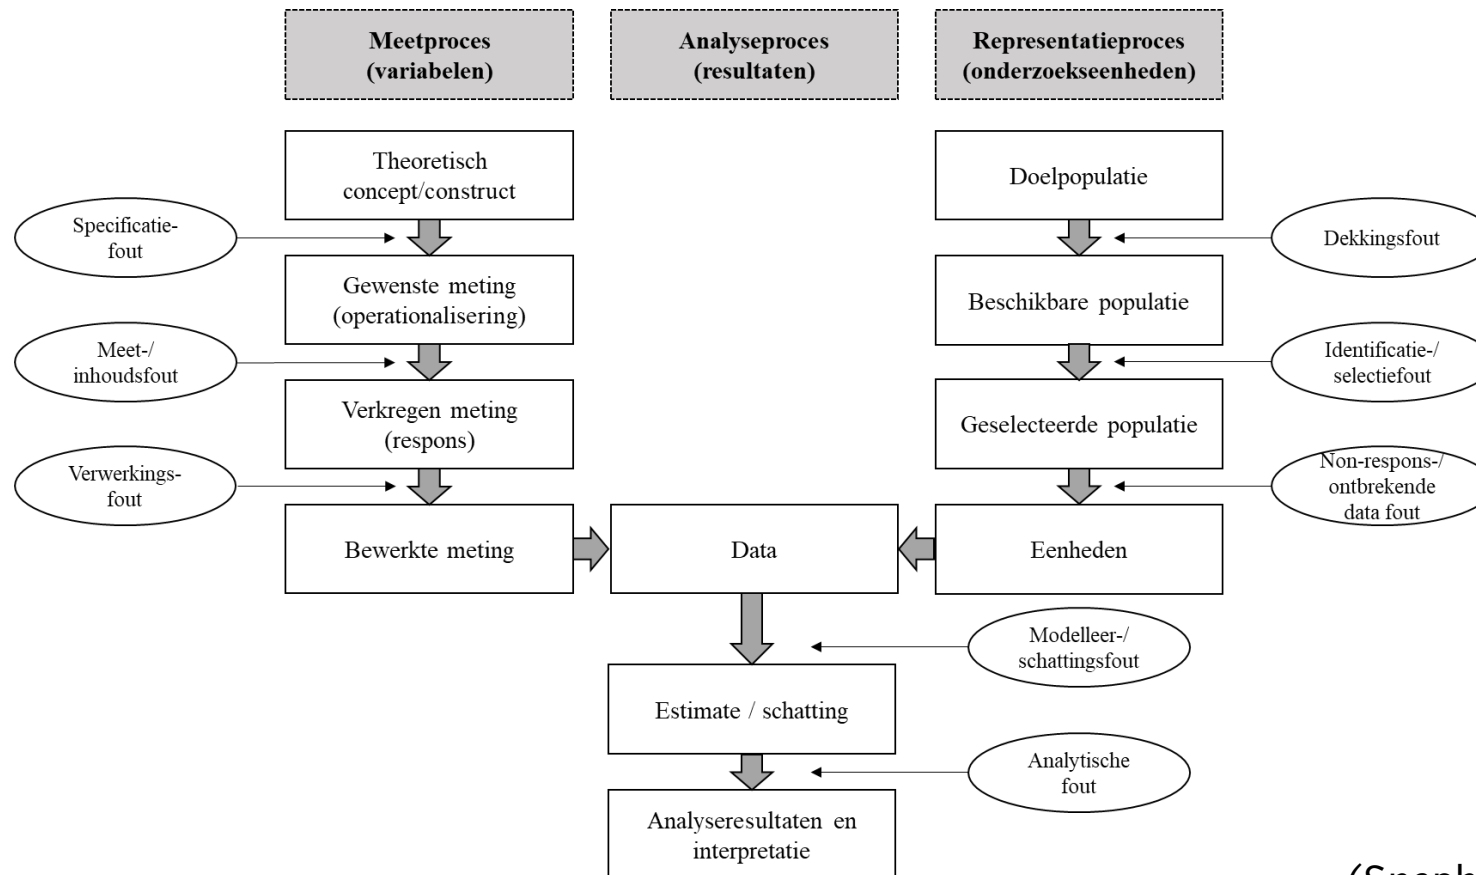 Meetproces
(variabelen)
Analyseproces
(resultaten)
Representatieproces
(onderzoekseenheden)
Theoretisch
concept/construct
Doelpopulatie
Specificatie-
fout
Dekkingsfout
Gewenste meting
(operationalisering)
Beschikbare populatie
Meet-/
inhoudsfout
Identificatie-/
selectiefout
Verkregen meting
(respons)
Geselecteerde populatie
Verwerkings-
fout
Non-respons-/
ontbrekende
data fout
Bewerkte meting
Data
Eenheden
Modelleer-/
schattingsfout
Estimate / schatting
Analytische
fout
Analyseresultaten en
interpretatie